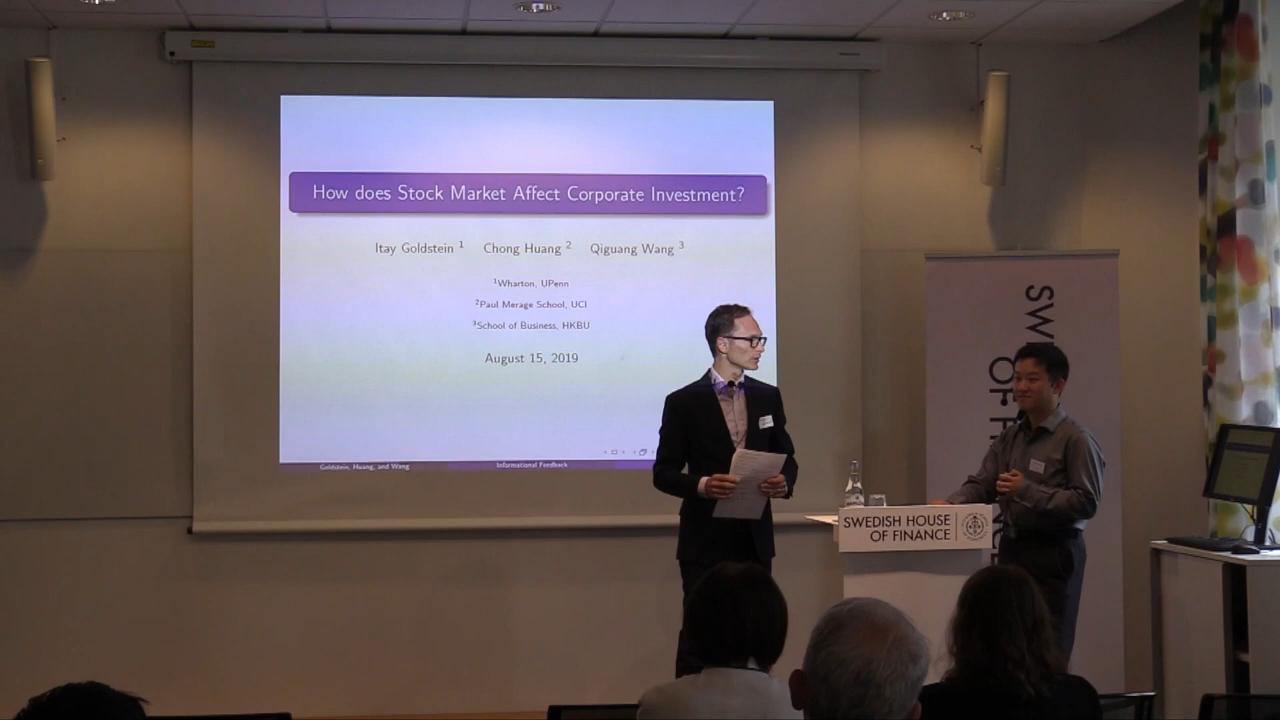 How does Stock Market Affect Corporate Investment?
Itay Goldstein 1 Chong Huang 2 Qiguang Wang 3
1Wharton, UPenn
2Paul Merage School, UCI
3School of Business, HKBU
August 15, 2019
Goldstein, Huang, and Wang Informational Feedback
SWEDISH HOUSE
OF FINANCE
SW
OF